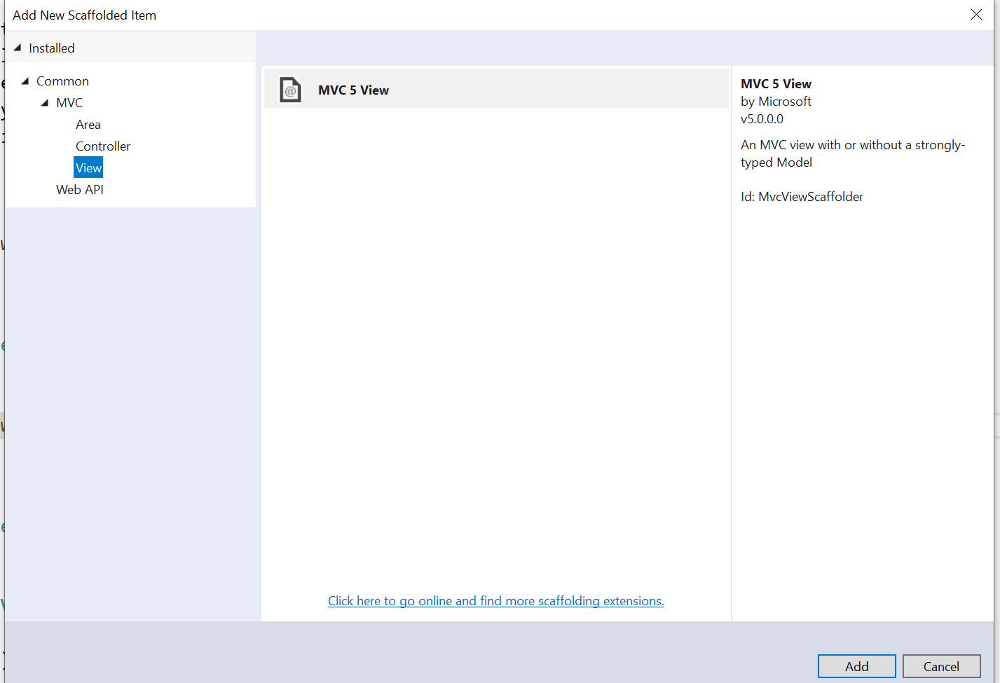 Add New Scaffolded Item
Installed
Common
MVC
Area
Controller
View
Web API
MVC 5 View
Click here to go online and find more scaffolding extensions.
MVC 5 View
by Microsoft
v5.0.0.0
An MVC view with or without a strongly-
typed Model
Id: MvcViewScaffolder
Add
Cancel